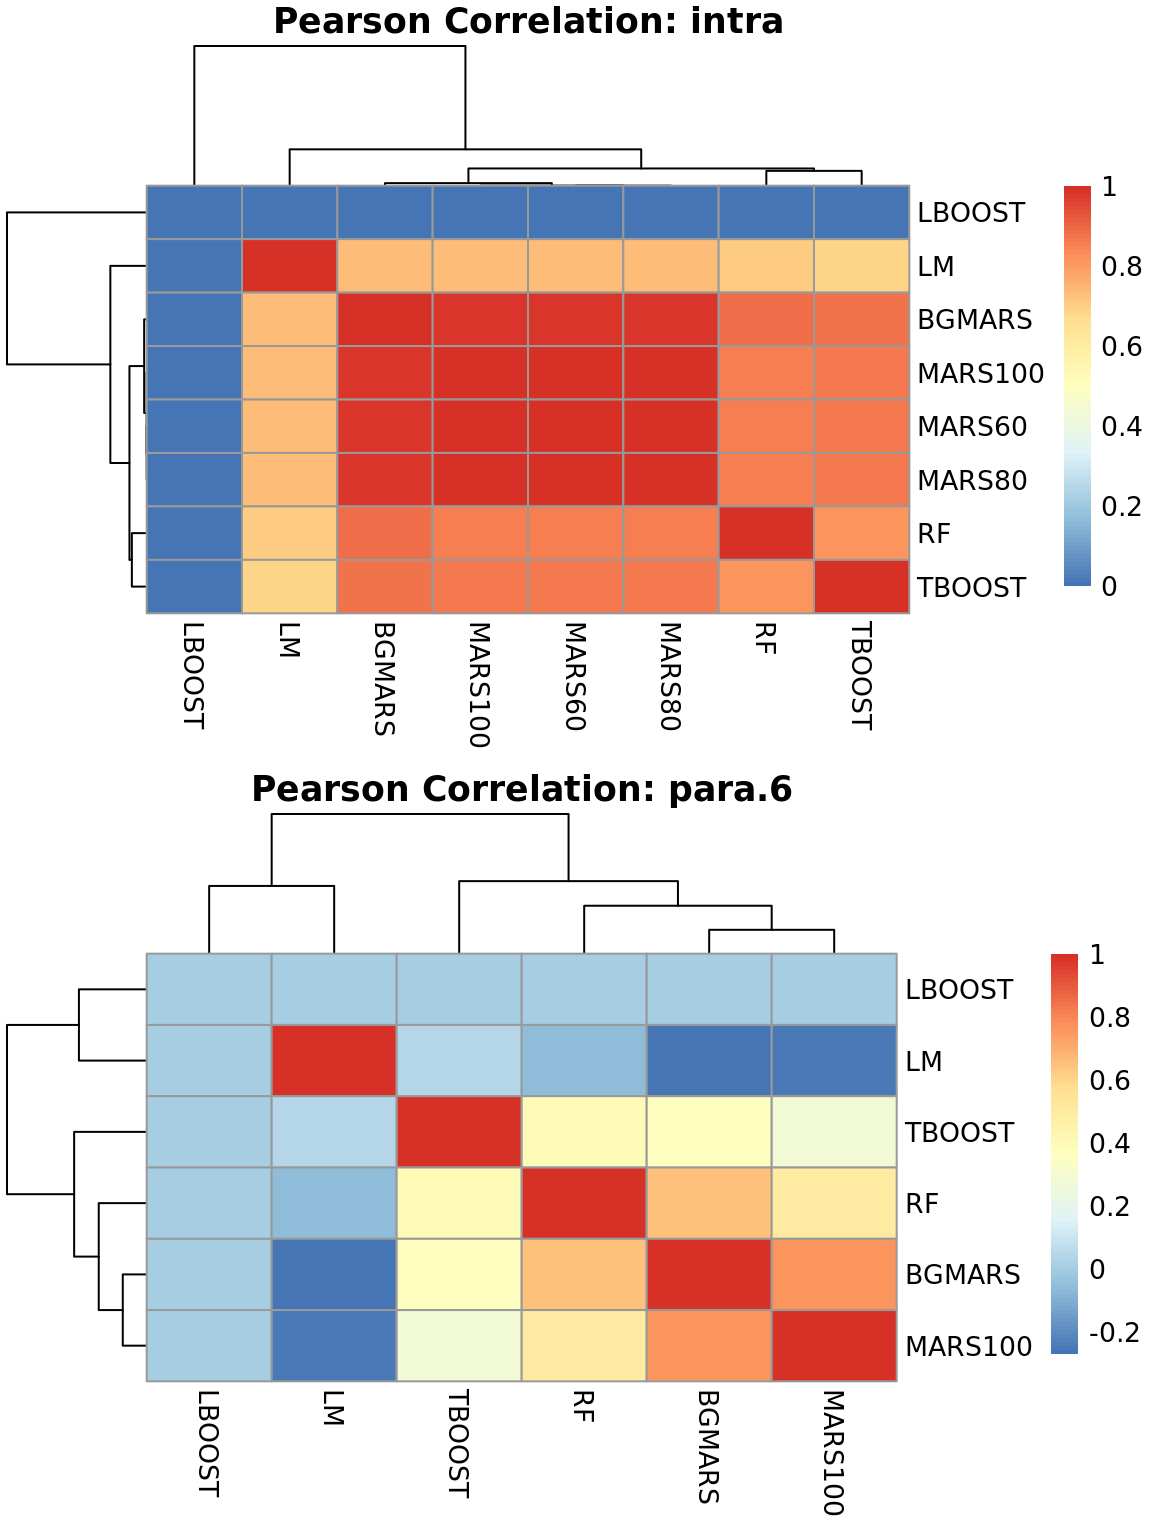 Pearson Correlation: intra
LBOOST
LM
BGMARS
MARS100
MARS60
MARS80
RF
TBOOST
1
0.8
0.6
0.4
0.2
0
LBOOST
LM
BGMARS
MARS100
MARS60
MARS80
RF
TBOOST
Pearson Correlation: para.6
LBOOST
LM
TBOOST
RF
BGMARS
MARS100
1
0.8
0.6
0.4
0.2
0
-0.2
LBOOST
LM
TBOOST
RF
BGMARS
MARS100